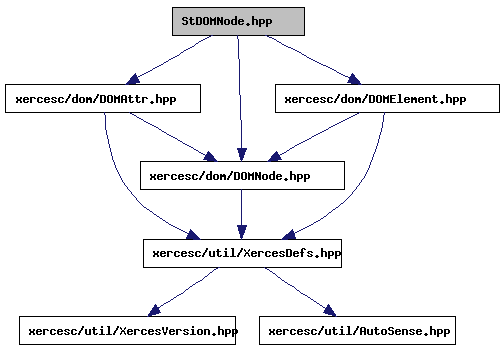 StDOMNode.hpp
xercesc/dom/DOMAttr.hpp
xercesc/dom/DOMElement.hpp
xercesc/dom/DOMNode.hpp
xercesc/util/XercesDefs.hpp
xercesc/util/XercesVersion.hpp
xercesc/util/AutoSense.hpp